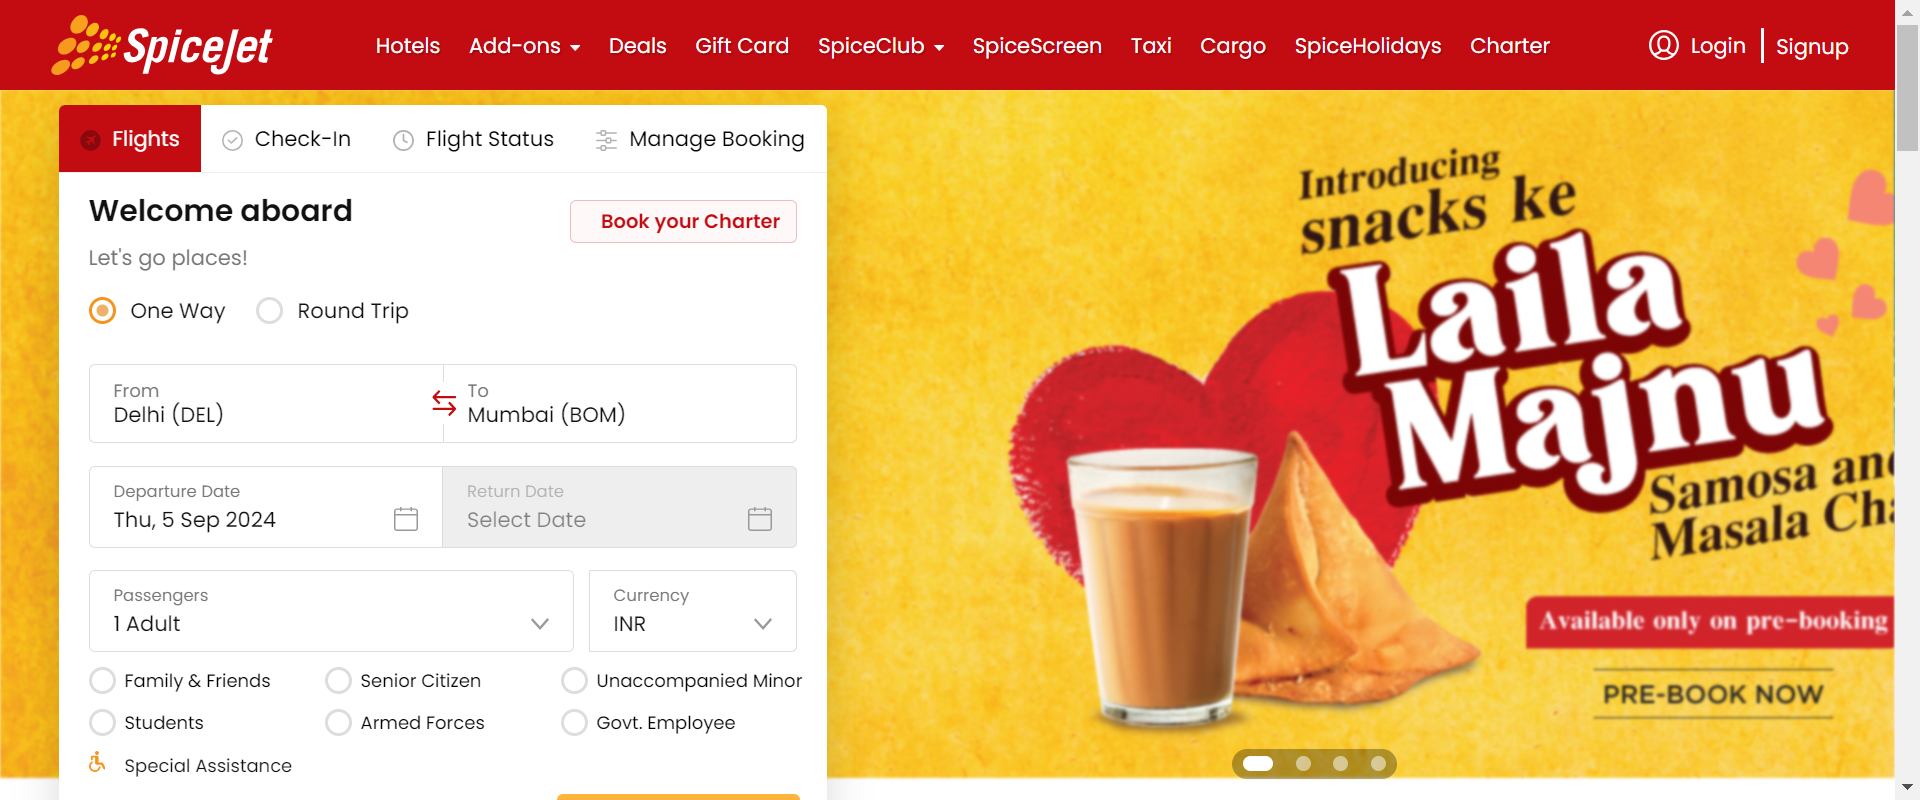 SpiceJet
Hotels Add-ons Deals Gift Card SpiceClub SpiceScreen Taxi Cargo SpiceHolidays Charter Login Signup
Flights Check-In Flight Status Manage Booking
Welcome aboard
Book your Charter
Let's go places!
One Way Round Trip
From To
Delhi (DEL) Mumbai (BOM)
Departure Date Return Date
Thu, 5 Sep 2024 Select Date
Passengers Currency
1 Adult INR
Family & Friends Senior Citizen Unaccompanied Minor
Students Armed Forces Govt. Employee
Special Assistance
Introducing
snacks ke
Laila
Majnu
Samosa and
Masala Cha
Available only on pre-booking
PRE-BOOK NOW